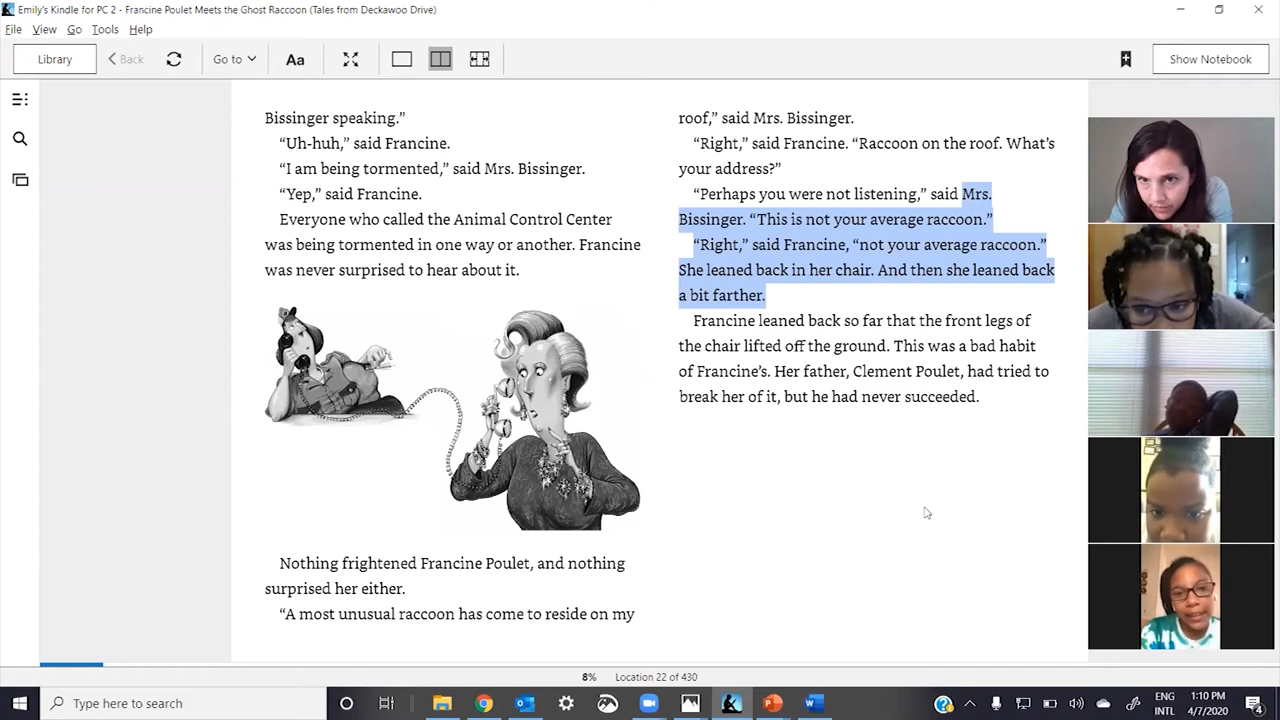 Emily's Kindle for PC 2 - Francine Poulet Meets the Ghost Raccoon (Tales from Deckawoo Drive)
File View Go Tools Help
Library Back Go to Aa Show Notebook
Bissinger speaking.”
“Uh-huh,” said Francine.
“I am being tormented,” said Mrs. Bissinger.
“Yep,” said Francine.
Everyone who called the Animal Control Center
was being tormented in one way or another. Francine
was never surprised to hear about it.
Nothing frightened Francine Poulet, and nothing
surprised her either.
“A most unusual raccoon has come to reside on my
roof,” said Mrs. Bissinger.
“Right,” said Francine. “Raccoon on the roof. What’s
your address?”
“Perhaps you were not listening,” said Mrs.
Bissinger. “This is not your average raccoon.”
“Right,” said Francine, “not your average raccoon.”
She leaned back in her chair. And then she leaned back
a bit farther.
Francine leaned back so far that the front legs of
the chair lifted off the ground. This was a bad habit
of Francine’s. Her father, Clement Poulet, had tried to
break her of it, but he had never succeeded.
8% Location 22 of 430
Type here to search
ENG
INTL
1:10 PM
4/7/2020
4